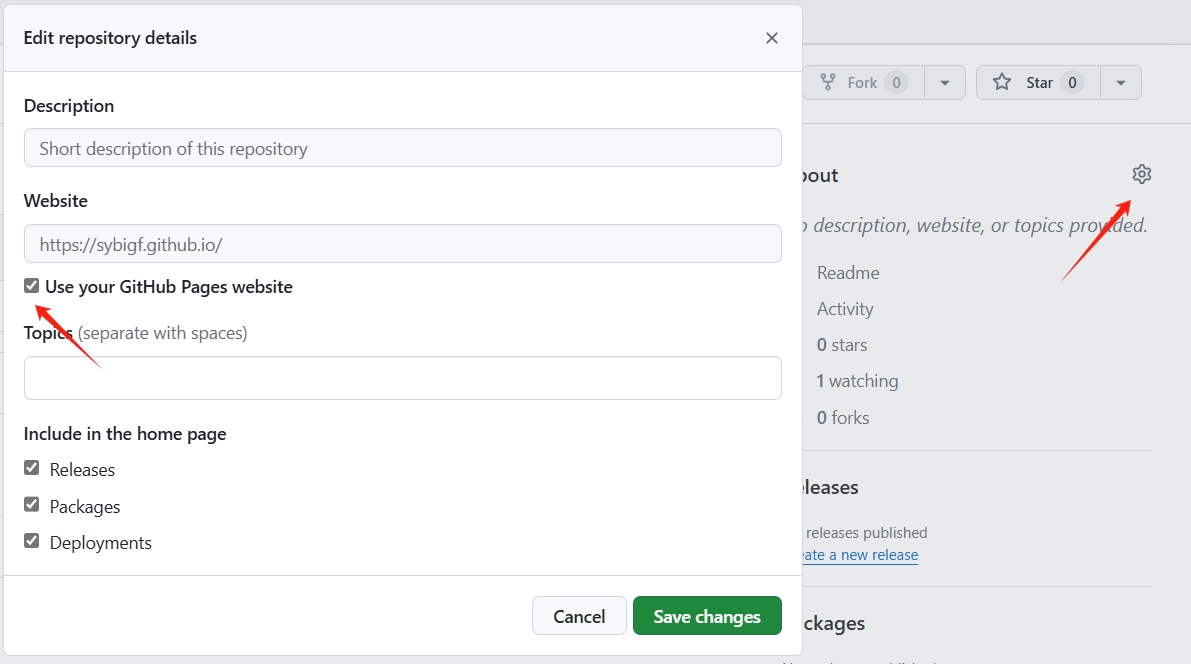 Edit repository details
Description
Short description of this repository
Website
https://sybigf.github.io/
Use your GitHub Pages website
Topics (separate with spaces)
Include in the home page
Releases
Packages
Deployments
Cancel
Save changes
Fork 0
Star 0
bout
description, website, or topics provided.
Readme
Activity
0 stars
1 watching
0 forks
leases
releases published
eate a new release
ckages